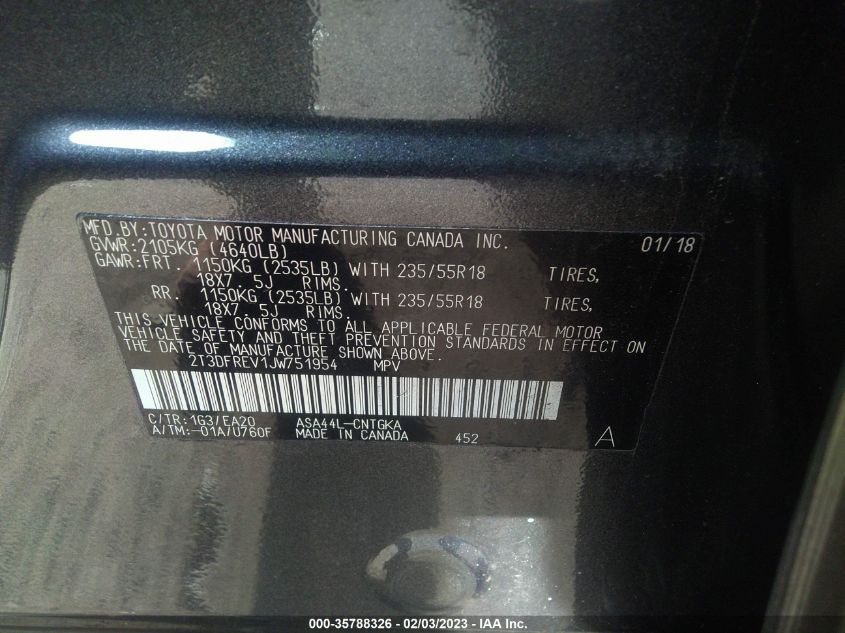 MFD.BY:TOYOTA MOTOR MANUFACTURING CANADA INC. 01/18
GVWR:2105KG (4640LB)
GAWR:FRT. 1150KG (2535LB) WITH 235/55R18 TIRES,
18X7.5J RIMS.
RR. 1150KG (2535LB) WITH 235/55R18 TIRES,
18X7.5J RIMS.
THIS VEHICLE CONFORMS TO ALL APPLICABLE FEDERAL MOTOR
VEHICLE SAFETY AND THEFT PREVENTION STANDARDS IN EFFECT ON
THE DATE OF MANUFACTURE SHOWN ABOVE.
2T3DFREV1JW751954 MPV
C/TR:1G3/EA20 ASA44L-CNTGKA
A/TM:-01A/U760F MADE IN CANADA 452 A
000-35788326 - 02/03/2023 - IAA Inc.